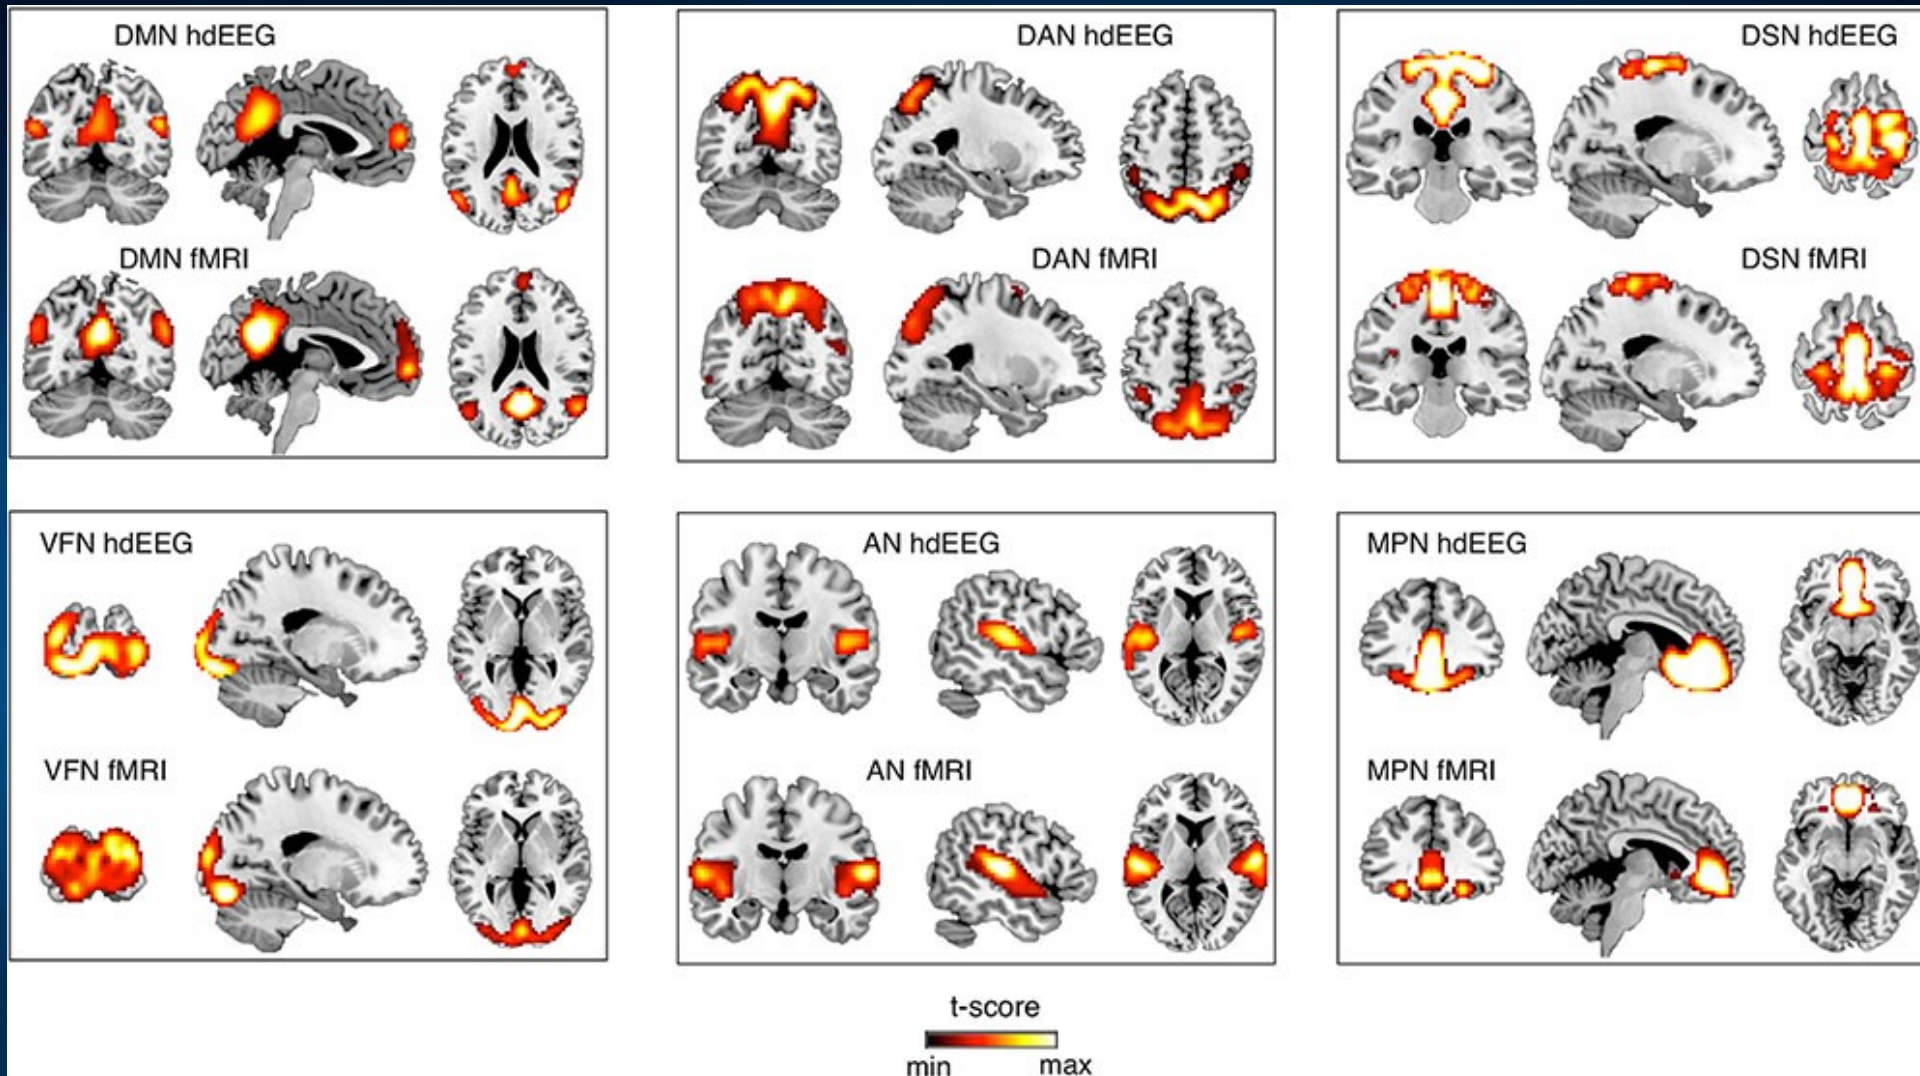 DMN hdEEG
DMN fMRI
DAN hdEEG
DAN fMRI
DSN hdEEG
DSN fMRI
VFN hdEEG
VFN fMRI
AN hdEEG
AN fMRI
MPN hdEEG
MPN fMRI
t-score
min max